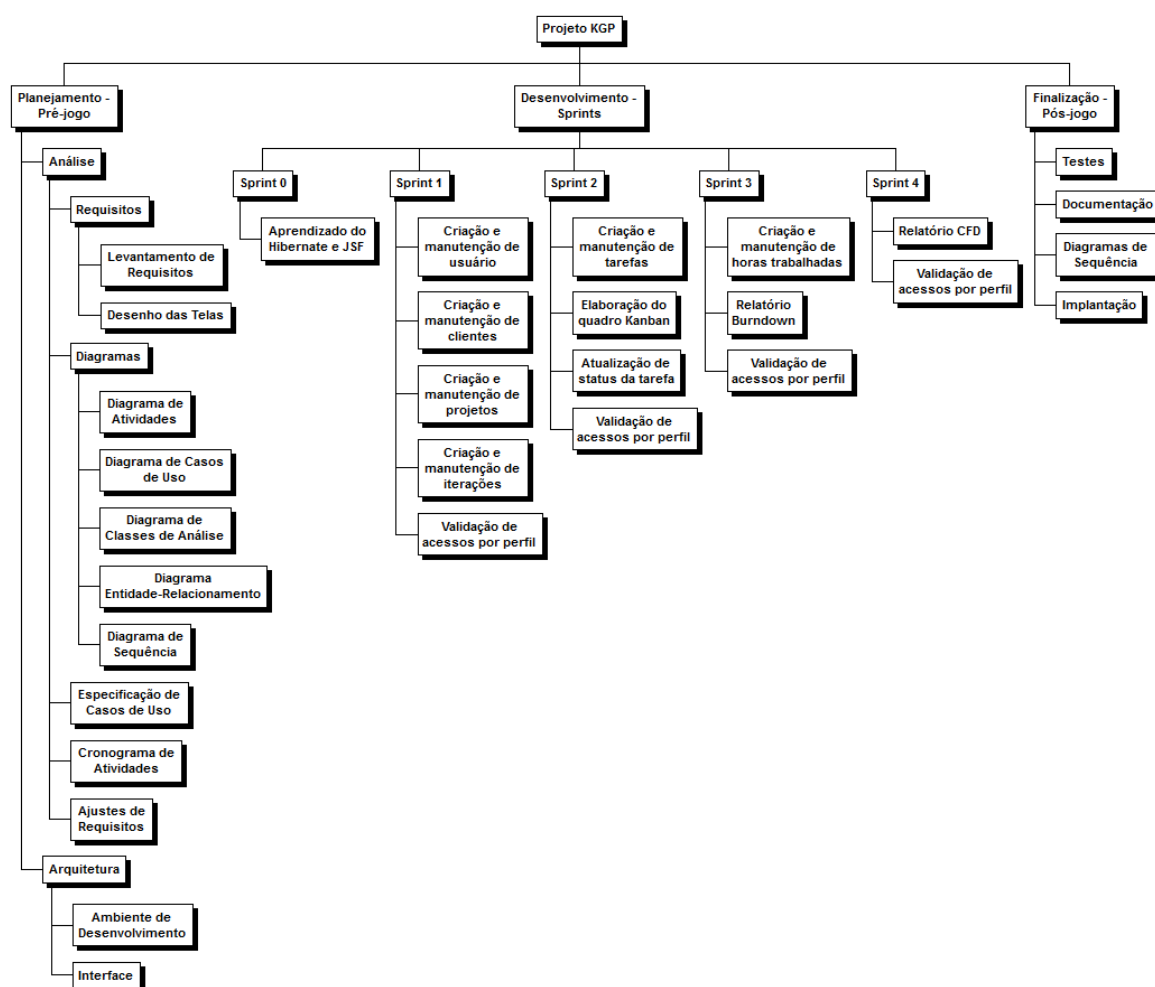 Projeto KGP
Planejamento -
Pré-jogo
Análise
Requisitos
Levantamento de
Requisitos
Desenho das Telas
Diagramas
Diagrama de
Atividades
Diagrama de Casos
de Uso
Diagrama de
Classes de Análise
Diagrama
Entidade-Relacionamento
Diagrama de
Sequência
Especificação de
Casos de Uso
Cronograma de
Atividades
Ajustes de
Requisitos
Arquitetura
Ambiente de
Desenvolvimento
Interface
Desenvolvimento -
Sprints
Sprint 0
Aprendizado do
Hibernate e JSF
Sprint 1
Criação e
manutenção de
usuário
Criação e
manutenção de
clientes
Criação e
manutenção de
projetos
Criação e
manutenção de
iterações
Validação de
acessos por perfil
Sprint 2
Criação e
manutenção de
tarefas
Elaboração do
quadro Kanban
Atualização de
status da tarefa
Validação de
acessos por perfil
Sprint 3
Criação e
manutenção de
horas trabalhadas
Relatório
Burndown
Validação de
acessos por perfil
Sprint 4
Relatório CFD
Validação de
acessos por perfil
Finalização -
Pós-jogo
Testes
Documentação
Diagramas de
Sequência
Implantação